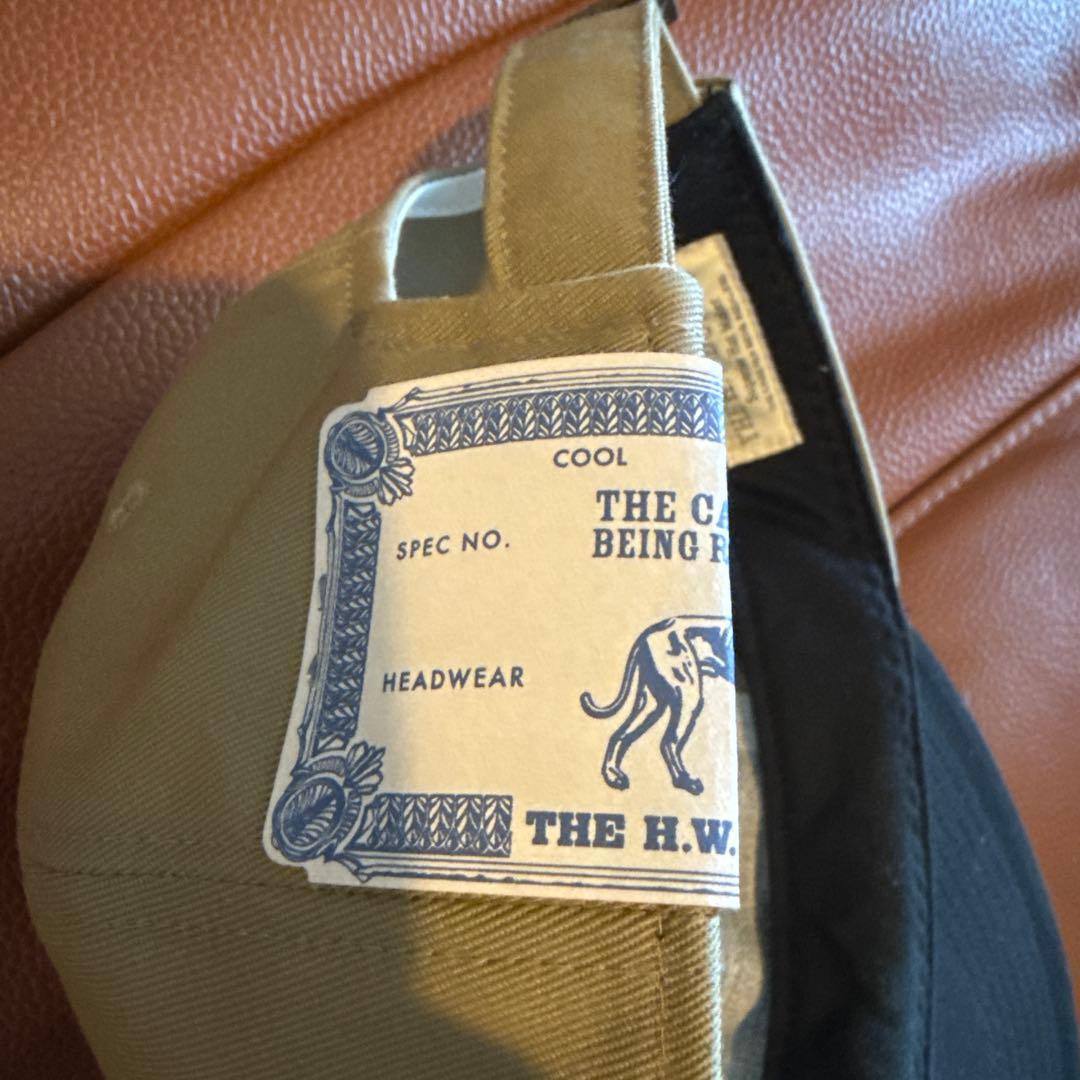 COOL
THE CA
BEING R
SPEC NO.
HEADWEAR
THE H.W.